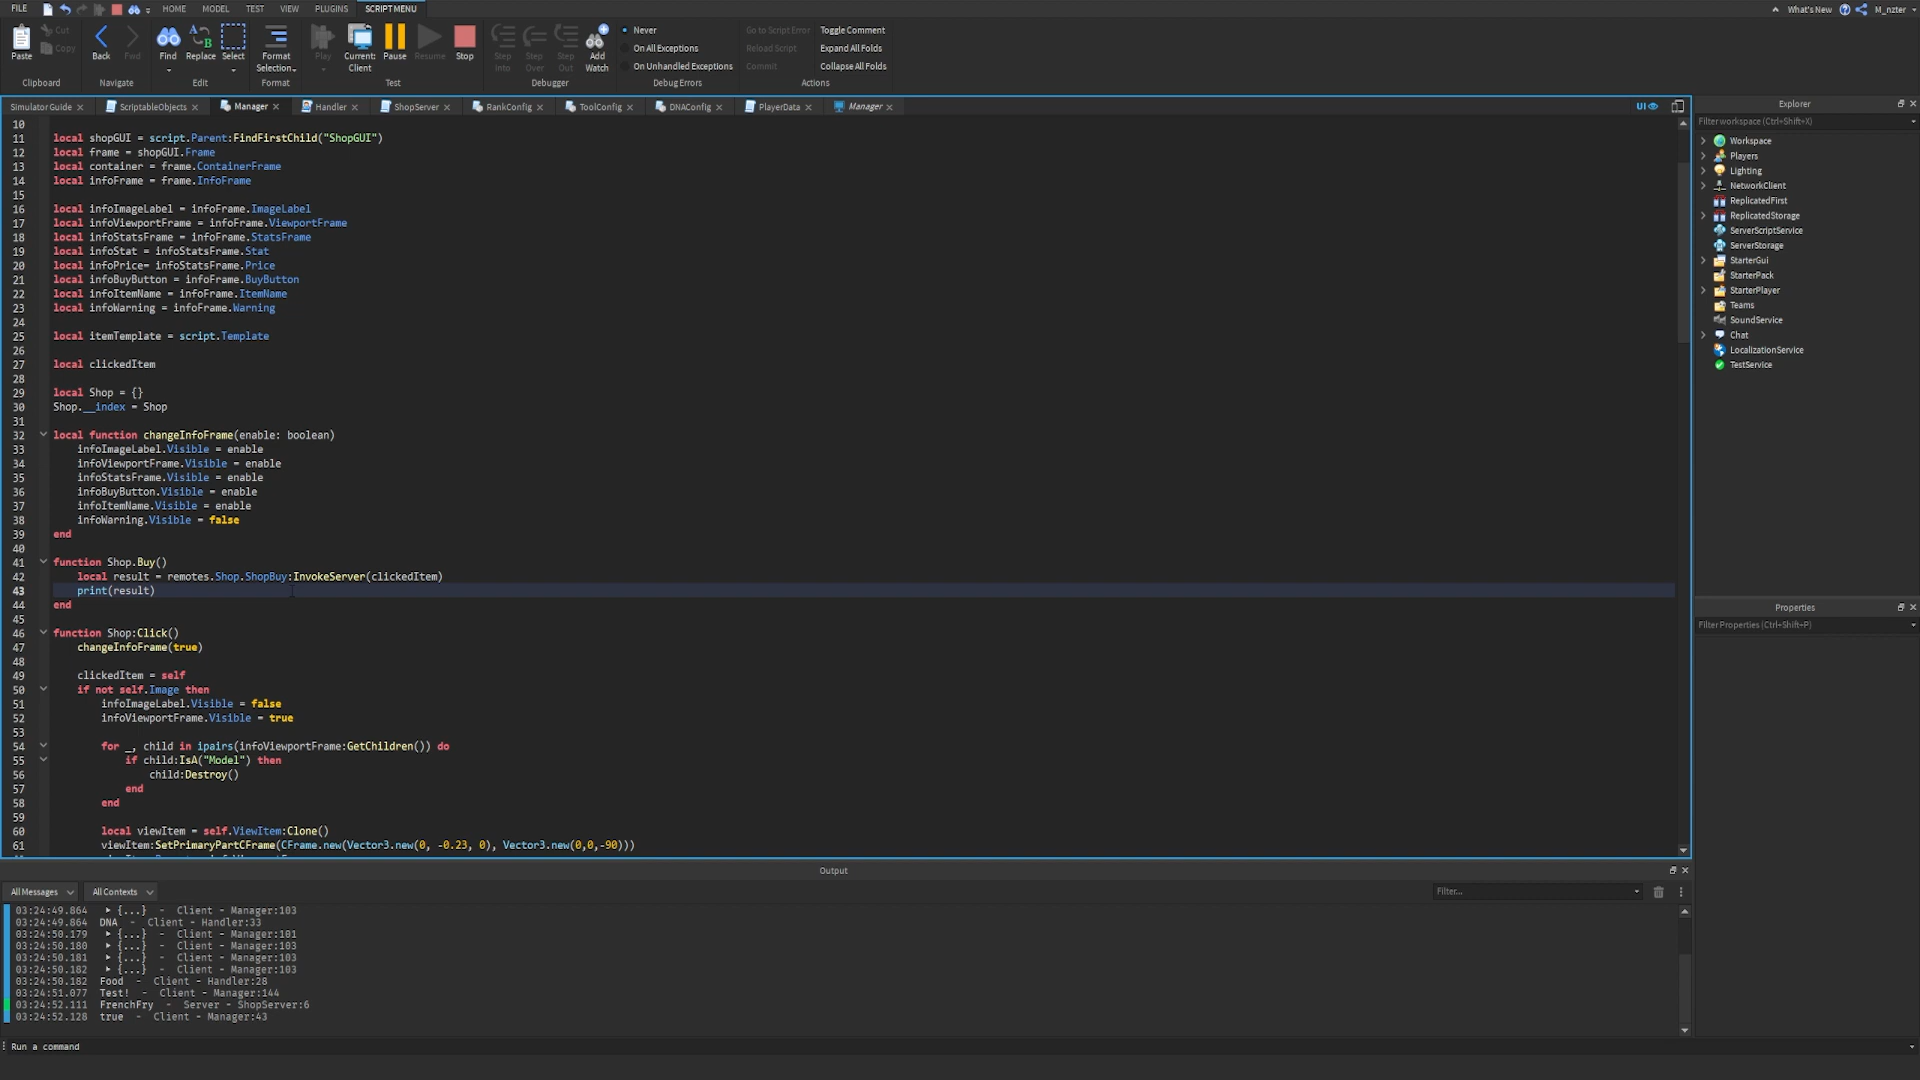 FILE HOME MODEL TEST VIEW PLUGINS SCRIPT MENU What's New M_nzter
Paste Cut Copy Back Fwd Find Replace Select Format Selection Play Current: Client Pause Resume Stop Step Into Step Over Step Out Add Watch
Never
On All Exceptions
On Unhandled Exceptions
Go to Script Error Toggle Comment
Reload Script Expand All Folds
Commit Collapse All Folds
Clipboard Navigate Edit Format Test Debugger Debug Errors Actions
Simulator Guide ScriptableObjects Manager Handler ShopServer RankConfig ToolConfig DNAConfig PlayerData Manager UI
10
11 local shopGUI = script.Parent:FindFirstChild("ShopGUI")
12 local frame = shopGUI.Frame
13 local container = frame.ContainerFrame
14 local infoFrame = frame.InfoFrame
15
16 local infoImageLabel = infoFrame.ImageLabel
17 local infoViewportFrame = infoFrame.ViewportFrame
18 local infoStatsFrame = infoFrame.StatsFrame
19 local infoStat = infoStatsFrame.Stat
20 local infoPrice= infoStatsFrame.Price
21 local infoBuyButton = infoFrame.BuyButton
22 local infoItemName = infoFrame.ItemName
23 local infoWarning = infoFrame.Warning
24
25 local itemTemplate = script.Template
26
27 local clickedItem
28
29 local Shop = {}
30 Shop.__index = Shop
31
32 local function changeInfoFrame(enable: boolean)
33 infoImageLabel.Visible = enable
34 infoViewportFrame.Visible = enable
35 infoStatsFrame.Visible = enable
36 infoBuyButton.Visible = enable
37 infoItemName.Visible = enable
38 infoWarning.Visible = false
39 end
40
41 function Shop.Buy()
42 local result = remotes.Shop.ShopBuy:InvokeServer(clickedItem)
43 print(result)
44 end
45
46 function Shop:Click()
47 changeInfoFrame(true)
48
49 clickedItem = self
50 if not self.Image then
51 infoImageLabel.Visible = false
52 infoViewportFrame.Visible = true
53
54 for _, child in ipairs(infoViewportFrame:GetChildren()) do
55 if child:IsA("Model") then
56 child:Destroy()
57 end
58 end
59
60 local viewItem = self.ViewItem:Clone()
61 viewItem:SetPrimaryPartCFrame(CFrame.new(Vector3.new(0, -0.23, 0), Vector3.new(0,0,-90)))
Explorer
Filter workspace (Ctrl+Shift+X)
Workspace
Players
Lighting
NetworkClient
ReplicatedFirst
ReplicatedStorage
ServerScriptService
ServerStorage
StarterGui
StarterPack
StarterPlayer
Teams
SoundService
Chat
LocalizationService
TestService
Properties
Filter Properties (Ctrl+Shift+P)
Output
All Messages All Contexts Filter...
03:24:49.864 ▶ {...} - Client - Manager:103
03:24:49.864 DNA - Client - Handler:33
03:24:50.179 ▶ {...} - Client - Manager:101
03:24:50.180 ▶ {...} - Client - Manager:103
03:24:50.181 ▶ {...} - Client - Manager:103
03:24:50.182 ▶ {...} - Client - Manager:103
03:24:50.182 Food - Client - Handler:28
03:24:51.077 Test! - Client - Manager:144
03:24:52.111 FrenchFry - Server - ShopServer:6
03:24:52.128 true - Client - Manager:43
Run a command